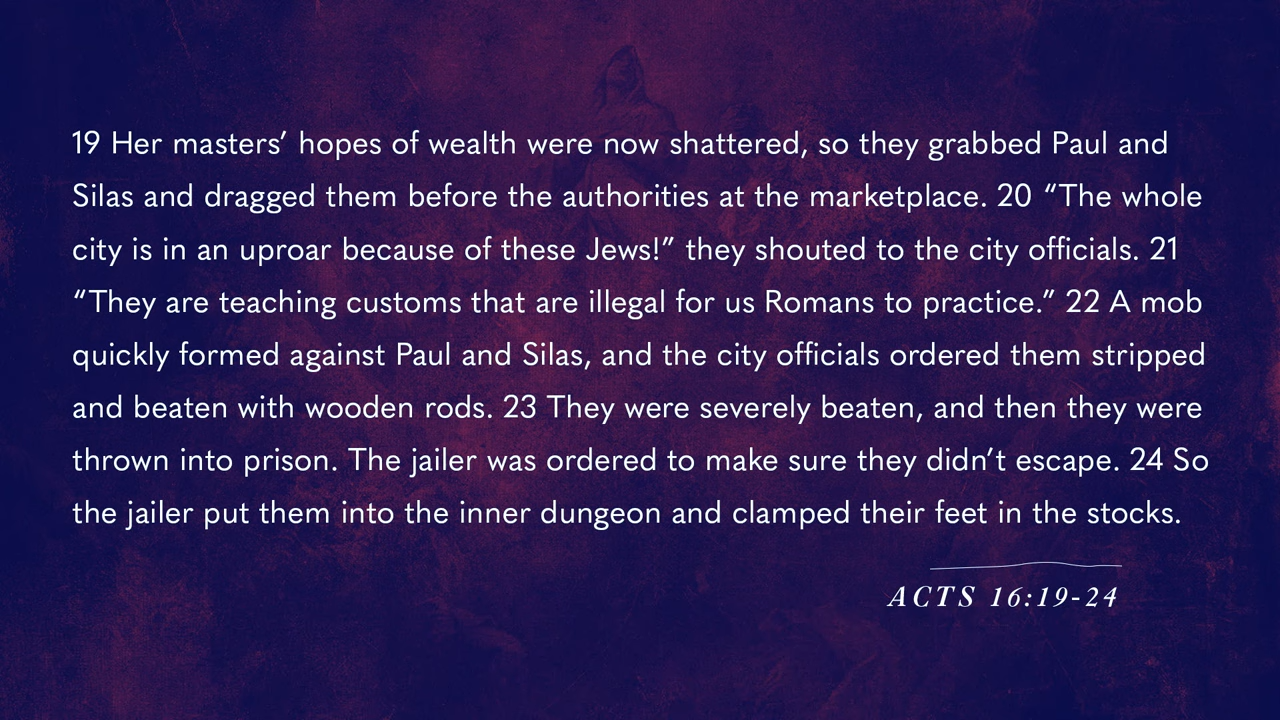 19 Her masters’ hopes of wealth were now shattered, so they grabbed Paul and
Silas and dragged them before the authorities at the marketplace. 20 “The whole
city is in an uproar because of these Jews!” they shouted to the city officials. 21
“They are teaching customs that are illegal for us Romans to practice.” 22 A mob
quickly formed against Paul and Silas, and the city officials ordered them stripped
and beaten with wooden rods. 23 They were severely beaten, and then they were
thrown into prison. The jailer was ordered to make sure they didn’t escape. 24 So
the jailer put them into the inner dungeon and clamped their feet in the stocks.
ACTS 16:19-24